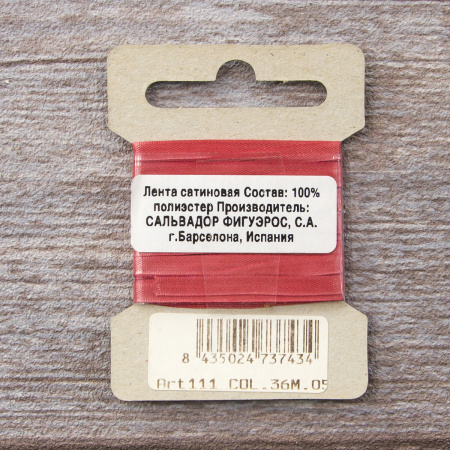 Лента сатиновая Состав: 100%
полиэстер Производитель:
САЛЬВАДОР ФИГУЭРОС, С.А.
г.Барселона, Испания
8 435024 737434
Art111 COL.36M.05